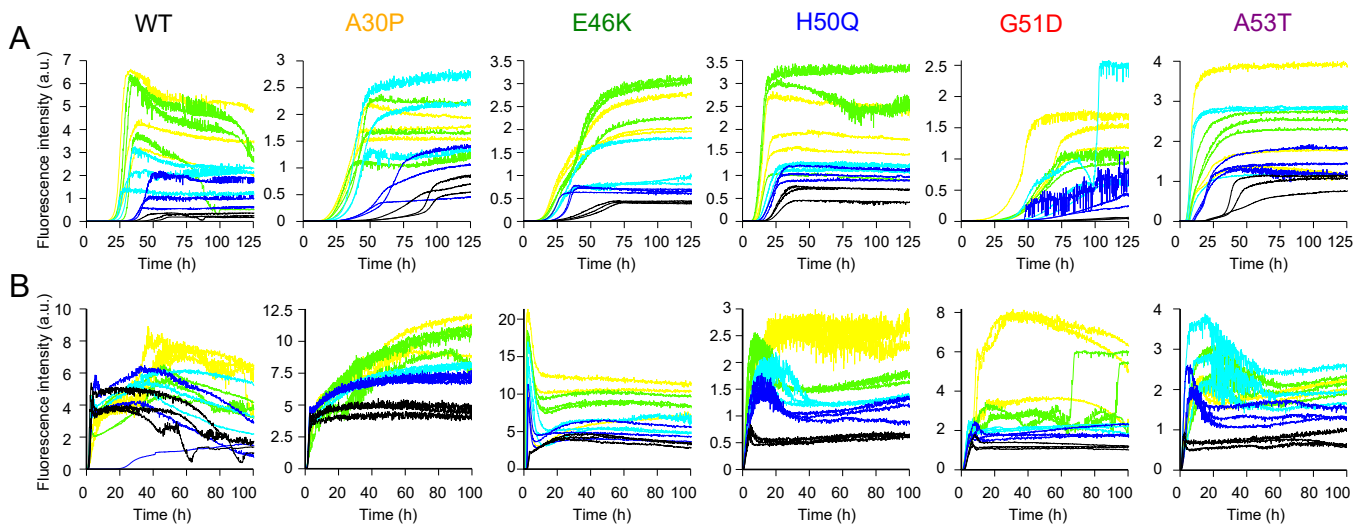 WT A30P E46K H50Q G51D A53T
A
Fluorescence intensity (a.u.)
7 6 5 4 3 2 1 0
0 25 50 75 100 125
Time (h)
3 2.5 2 1.5 1 0.5 0
0 25 50 75 100 125
Time (h)
3.5 3 2.5 2 1.5 1 0.5 0
0 25 50 75 100 125
Time (h)
3.5 3 2.5 2 1.5 1 0.5 0
0 25 50 75 100 125
Time (h)
2.5 2 1.5 1 0.5 0
0 25 50 75 100 125
Time (h)
4 3 2 1 0
0 25 50 75 100 125
Time (h)
B
Fluorescence intensity (a.u.)
10 8 6 4 2 0
0 20 40 60 80 100
Time (h)
12.5 10 7.5 5 2.5 0
0 20 40 60 80 100
Time (h)
20 15 10 5 0
0 20 40 60 80 100
Time (h)
3 2.5 2 1.5 1 0.5 0
0 20 40 60 80 100
Time (h)
8 6 4 2 0
0 20 40 60 80 100
Time (h)
4 3 2 1 0
0 20 40 60 80 100
Time (h)